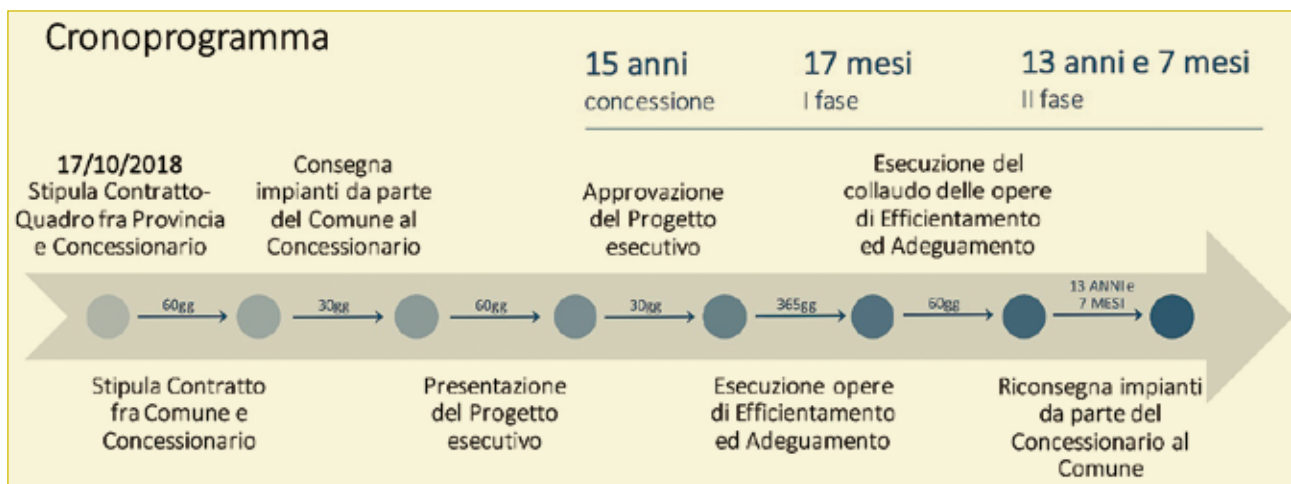 Cronoprogramma
15 anni
concessione
17 mesi
I fase
13 anni e 7 mesi
II fase
17/10/2018
Stipula Contratto-
Quadro fra Provincia
e Concessionario
Consegna
impianti da parte
del Comune al
Concessionario
Approvazione
del Progetto
esecutivo
Esecuzione del
collaudo delle opere
di Efficientamento
ed Adeguamento
60gg
30gg
60gg
30gg
365gg
60gg
13 ANNI e
7 MESI
Stipula Contratto
fra Comune e
Concessionario
Presentazione
del Progetto
esecutivo
Esecuzione opere
di Efficientamento
ed Adeguamento
Riconsegna impianti
da parte del
Concessionario al
Comune